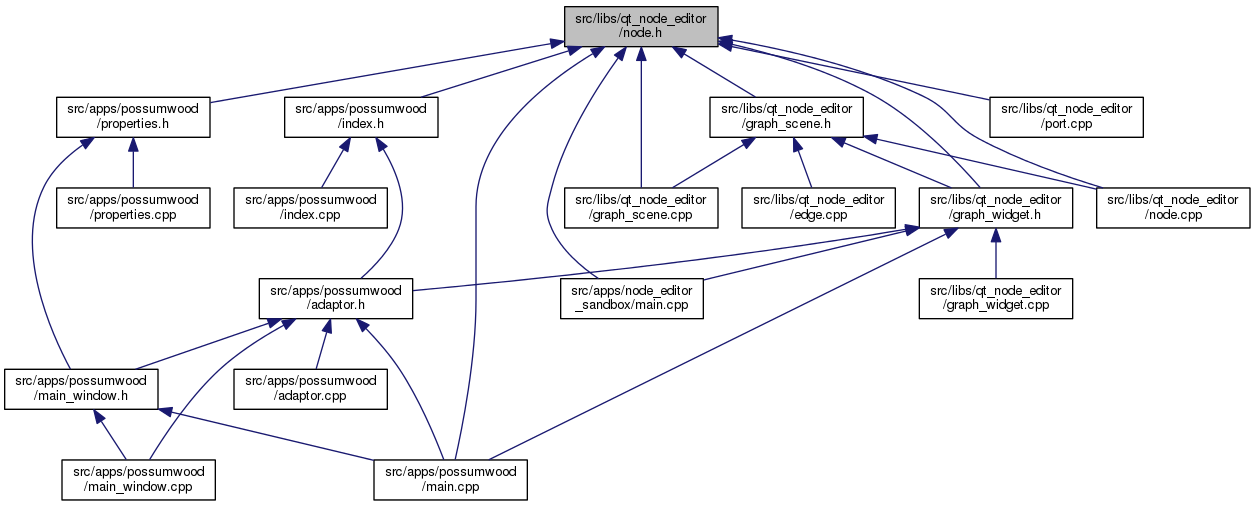 src/libs/qt_node_editor
/node.h
src/apps/possumwood
/properties.h
src/apps/possumwood
/index.h
src/libs/qt_node_editor
/graph_scene.h
src/libs/qt_node_editor
/port.cpp
src/apps/possumwood
/properties.cpp
src/apps/possumwood
/index.cpp
src/libs/qt_node_editor
/graph_scene.cpp
src/libs/qt_node_editor
/edge.cpp
src/libs/qt_node_editor
/graph_widget.h
src/libs/qt_node_editor
/node.cpp
src/apps/possumwood
/adaptor.h
src/apps/node_editor
_sandbox/main.cpp
src/libs/qt_node_editor
/graph_widget.cpp
src/apps/possumwood
/main_window.h
src/apps/possumwood
/adaptor.cpp
src/apps/possumwood
/main_window.cpp
src/apps/possumwood
/main.cpp